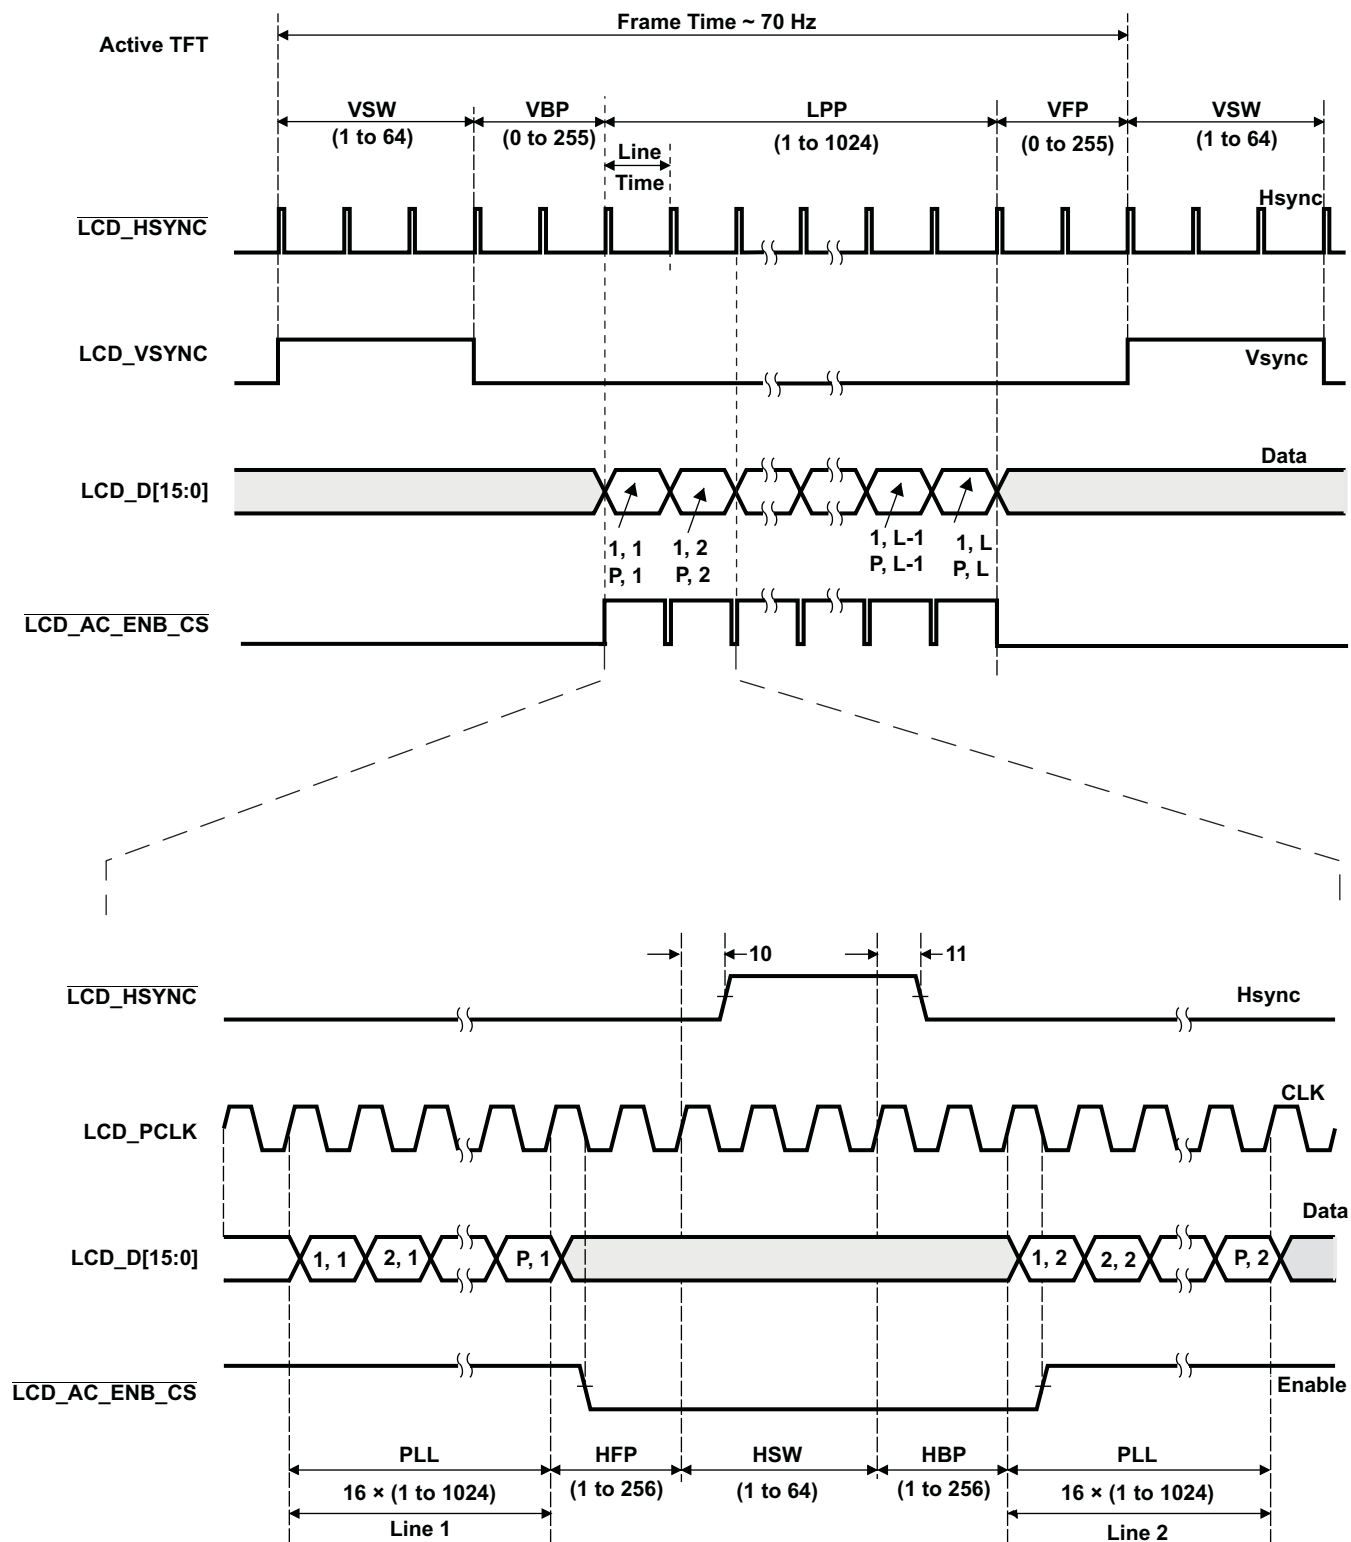 Frame Time ~ 70 Hz
Active TFT
VSW
(1 to 64)
VBP
(0 to 255)
LPP
(1 to 1024)
VFP
(0 to 255)
VSW
(1 to 64)
Line
Time
LCD_HSYNC
Hsync
LCD_VSYNC
Vsync
LCD_D[15:0]
Data
1, 1
P, 1
1, 2
P, 2
1, L-1
P, L-1
1, L
P, L
LCD_AC_ENB_CS
10
11
LCD_HSYNC
Hsync
LCD_PCLK
CLK
LCD_D[15:0]
Data
1, 1
2, 1
P, 1
1, 2
2, 2
P, 2
LCD_AC_ENB_CS
Enable
PLL
16 × (1 to 1024)
Line 1
HFP
(1 to 256)
HSW
(1 to 64)
HBP
(1 to 256)
PLL
16 × (1 to 1024)
Line 2